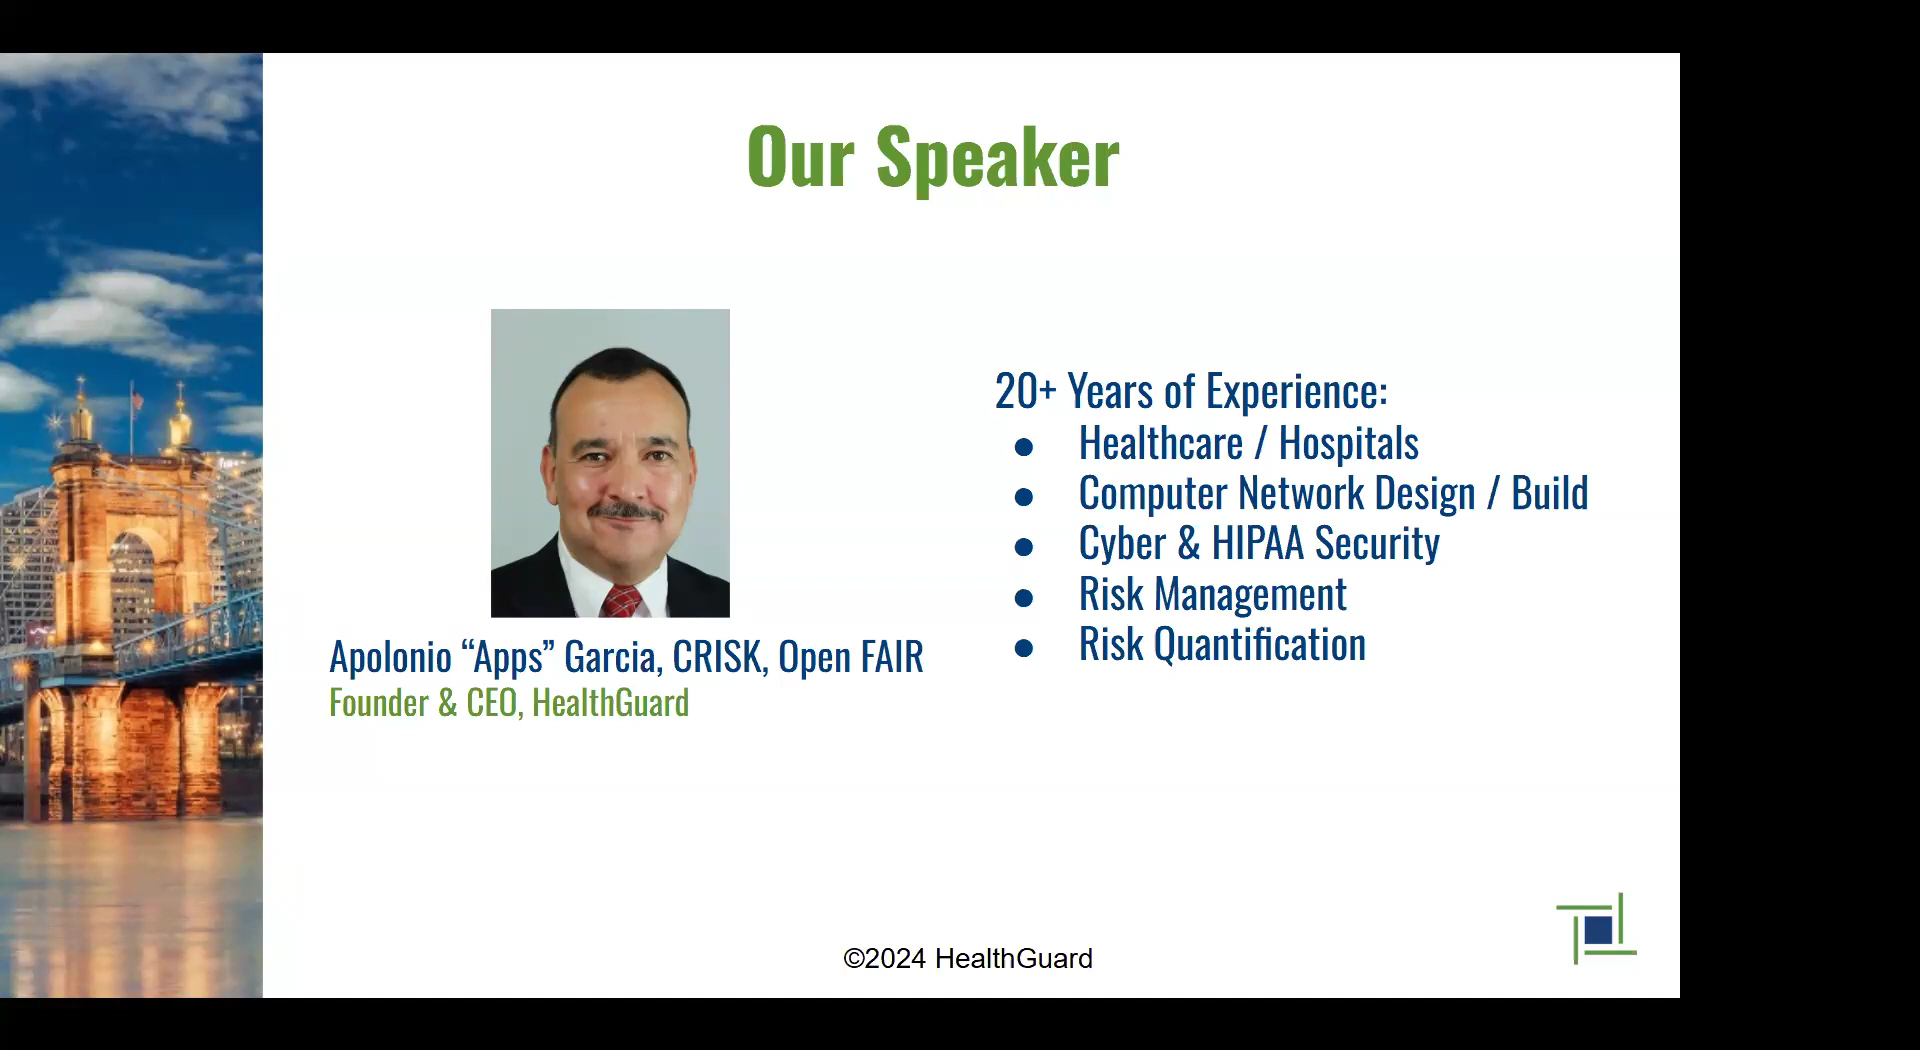 Our Speaker
Apolonio “Apps” Garcia, CRISK, Open FAIR
Founder & CEO, HealthGuard
20+ Years of Experience:
● Healthcare / Hospitals
● Computer Network Design / Build
● Cyber & HIPAA Security
● Risk Management
● Risk Quantification
©2024 HealthGuard